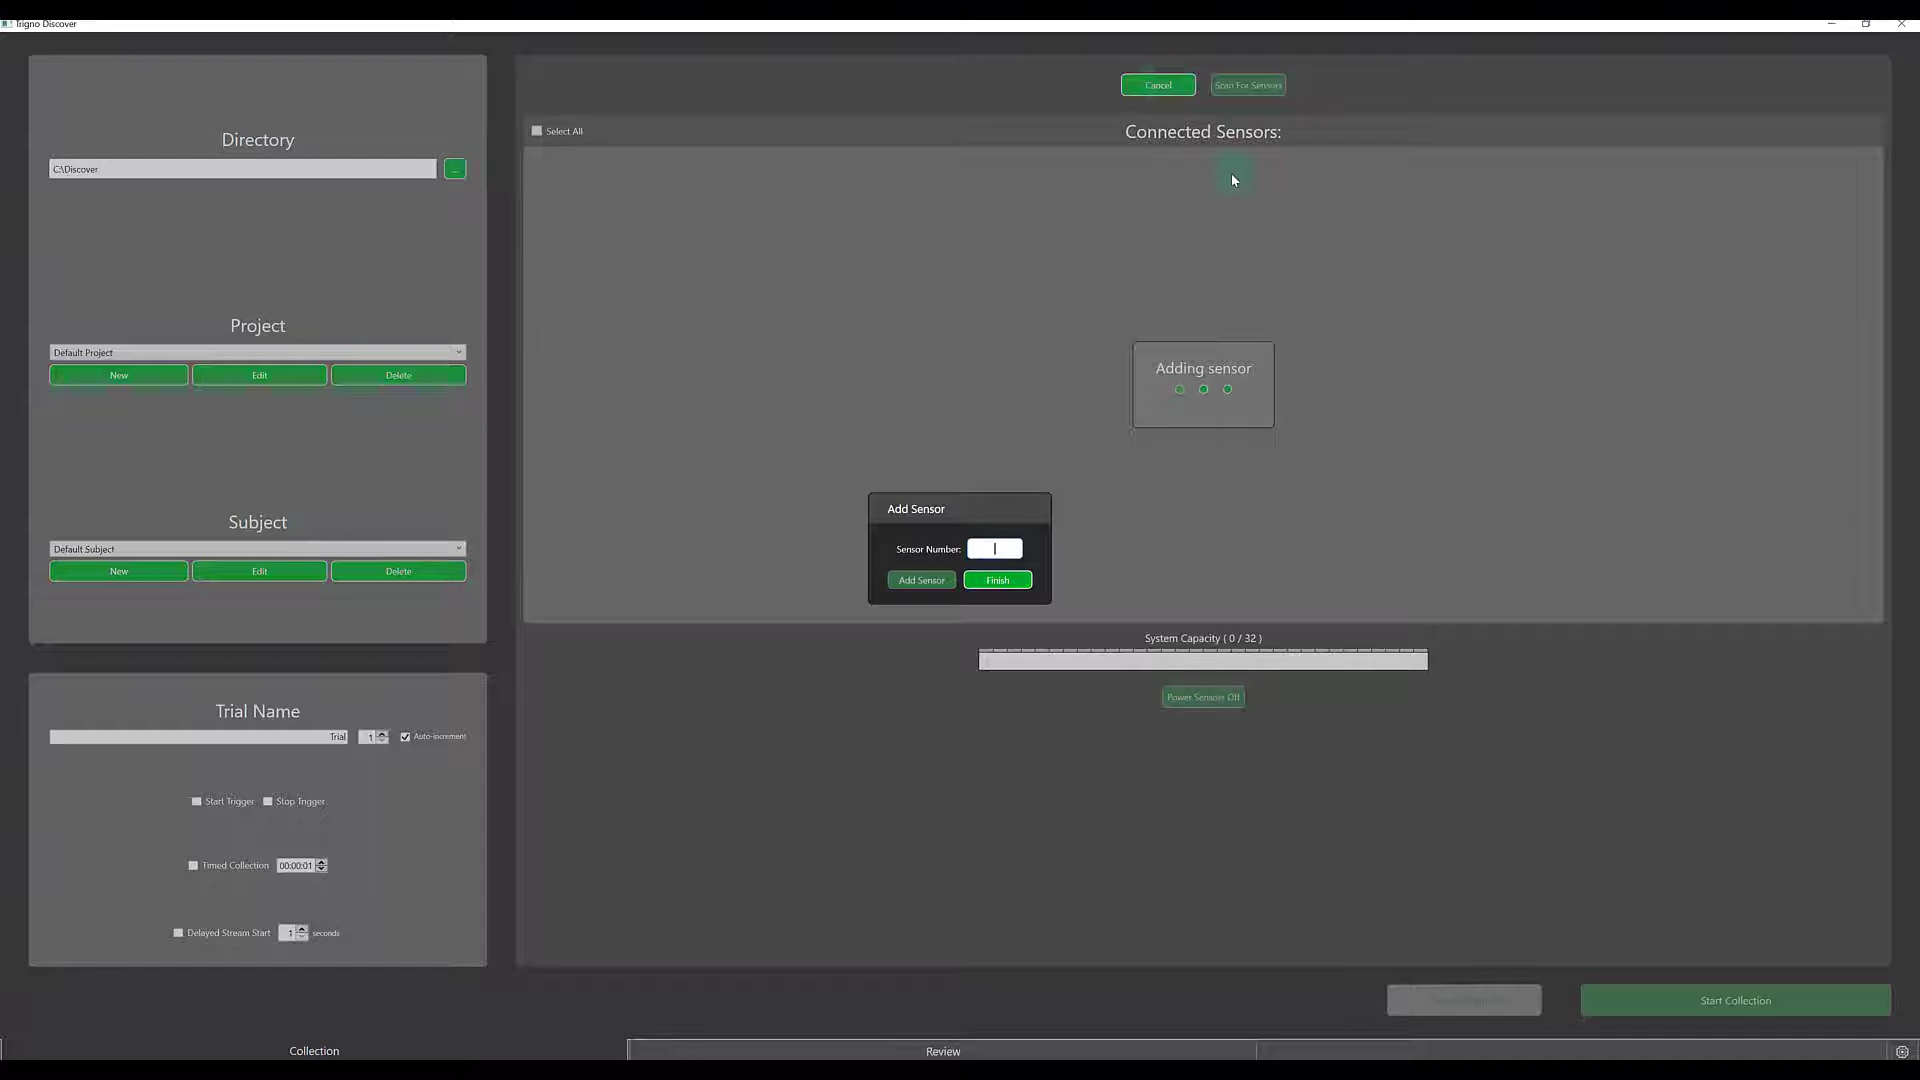 Trigno Discover
Cancel
Scan For Sensors
Directory
C:\Discover
...
Project
Default Project
New
Edit
Delete
Subject
Default Subject
New
Edit
Delete
Select All
Connected Sensors:
Adding sensor
Add Sensor
Sensor Number:
Add Sensor
Finish
System Capacity ( 0 / 32 )
Power Sensors Off
Trial Name
Trial
1
Auto-increment
Start Trigger
Stop Trigger
Timed Collection
00:00:01
Delayed Stream Start
1
seconds
Start Collection
Collection
Review